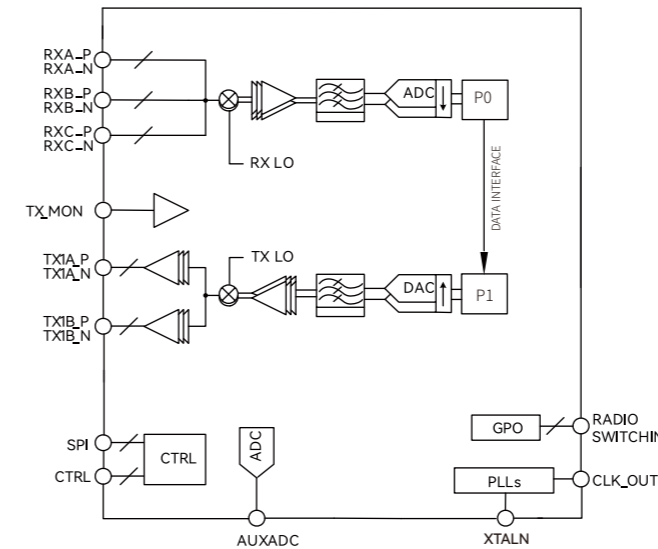 RXA_P
RXA_N
RXB_P
RXB_N
RXC_P
RXC_N
ADC
P0
RX LO
DATA INTERFACE
TX_MON
TX1A_P
TX1A_N
TX LO
DAC
P1
TX1B_P
TX1B_N
GPO
RADIO
SWITCHIN
SPI
CTRL
CTRL
ADC
PLLs
CLK_OUT
AUXADC
XTALN